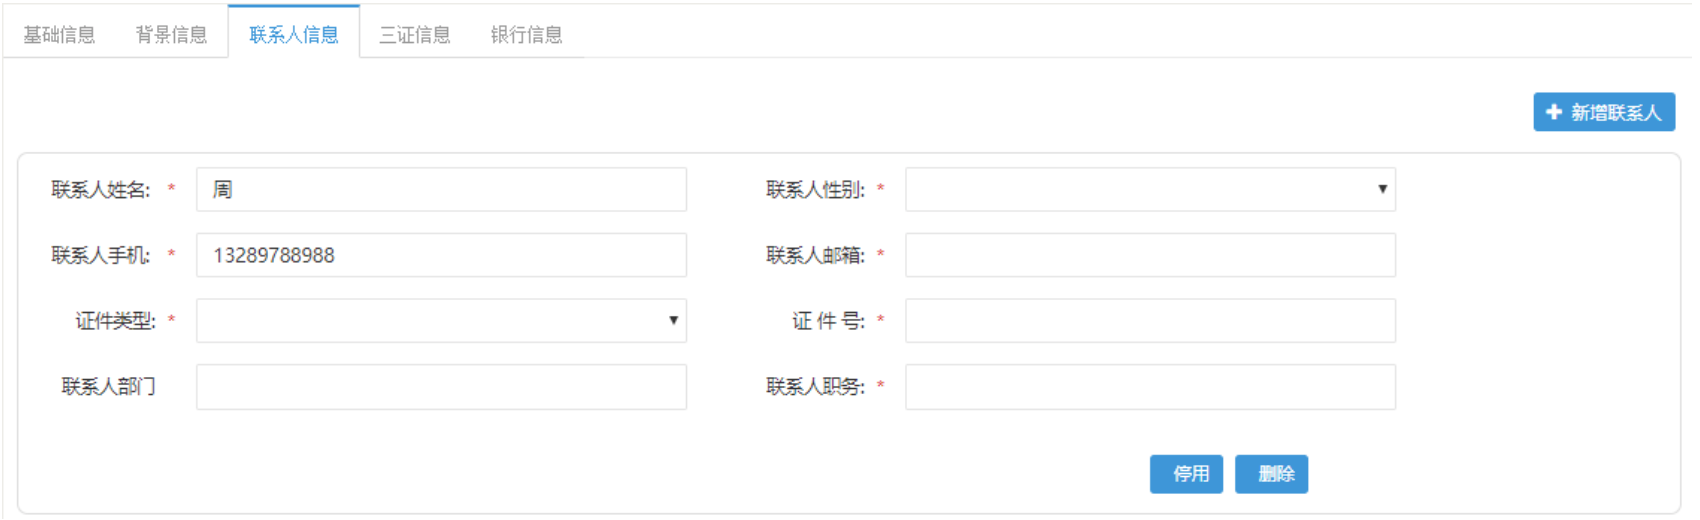 基础信息 背景信息 联系人信息 三证信息 银行信息
新增联系人
联系人姓名: * 周 联系人性别: *
联系人手机: * 13289788988 联系人邮箱: *
证件类型: * 证 件 号: *
联系人部门 联系人职务: *
停用 删除